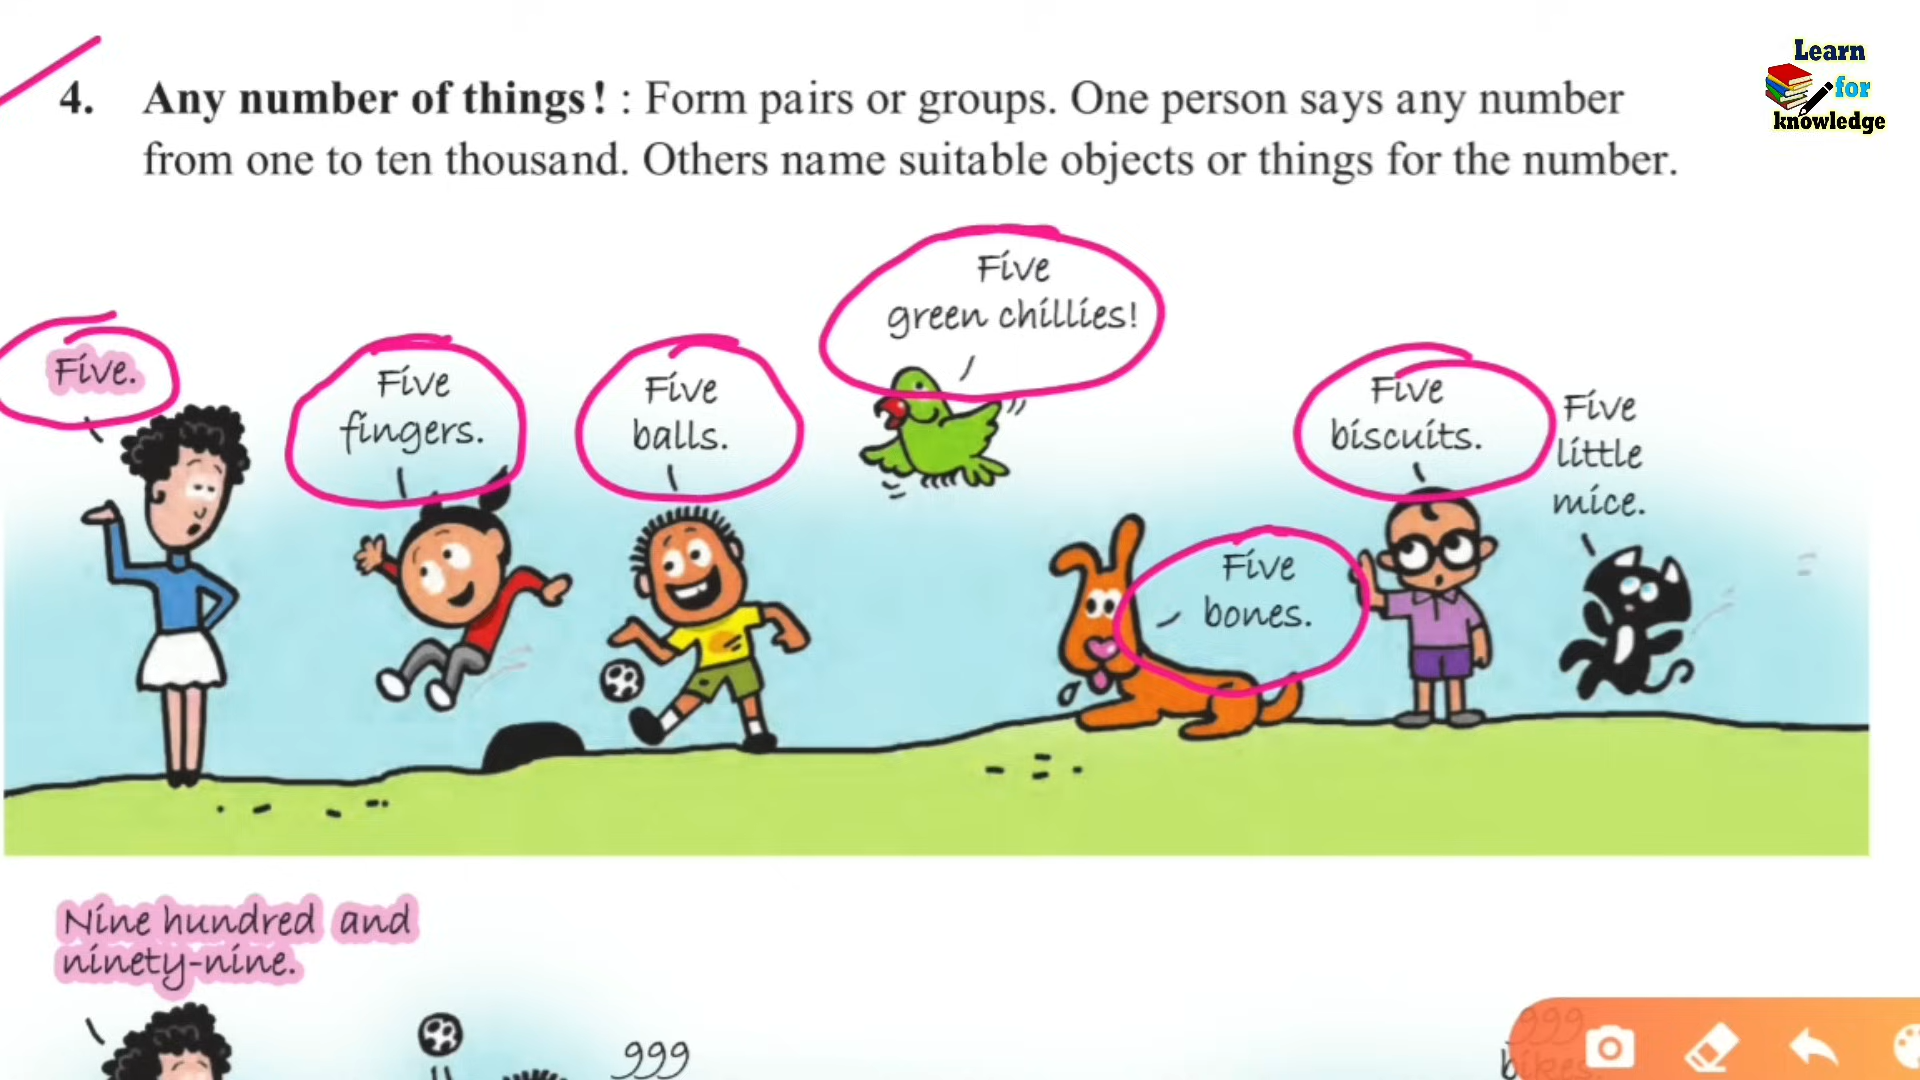 Learn
for
knowledge
4. Any number of things! : Form pairs or groups. One person says any number
from one to ten thousand. Others name suitable objects or things for the number.
Five.
Five
fingers.
Five
balls.
Five
green chillies!
Five
bones.
Five
biscuits.
Five
little
mice.
Nine hundred and
ninety-nine.
999
999
bikes.